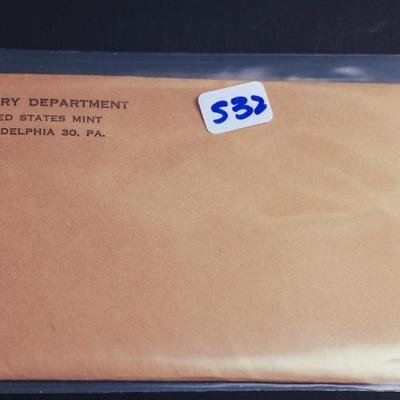 RY DEPARTMENT
ED STATES MINT
DELPHIA 30, PA.
532